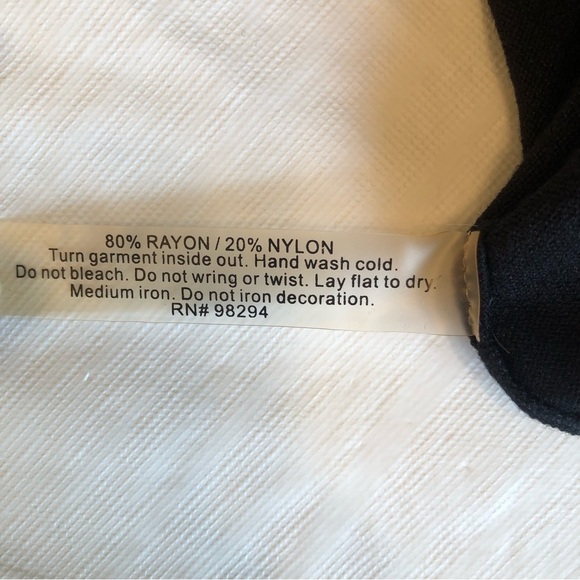 80% RAYON / 20% NYLON
Turn garment inside out. Hand wash cold.
Do not bleach. Do not wring or twist. Lay flat to dry.
Medium iron. Do not iron decoration.
RN# 98294